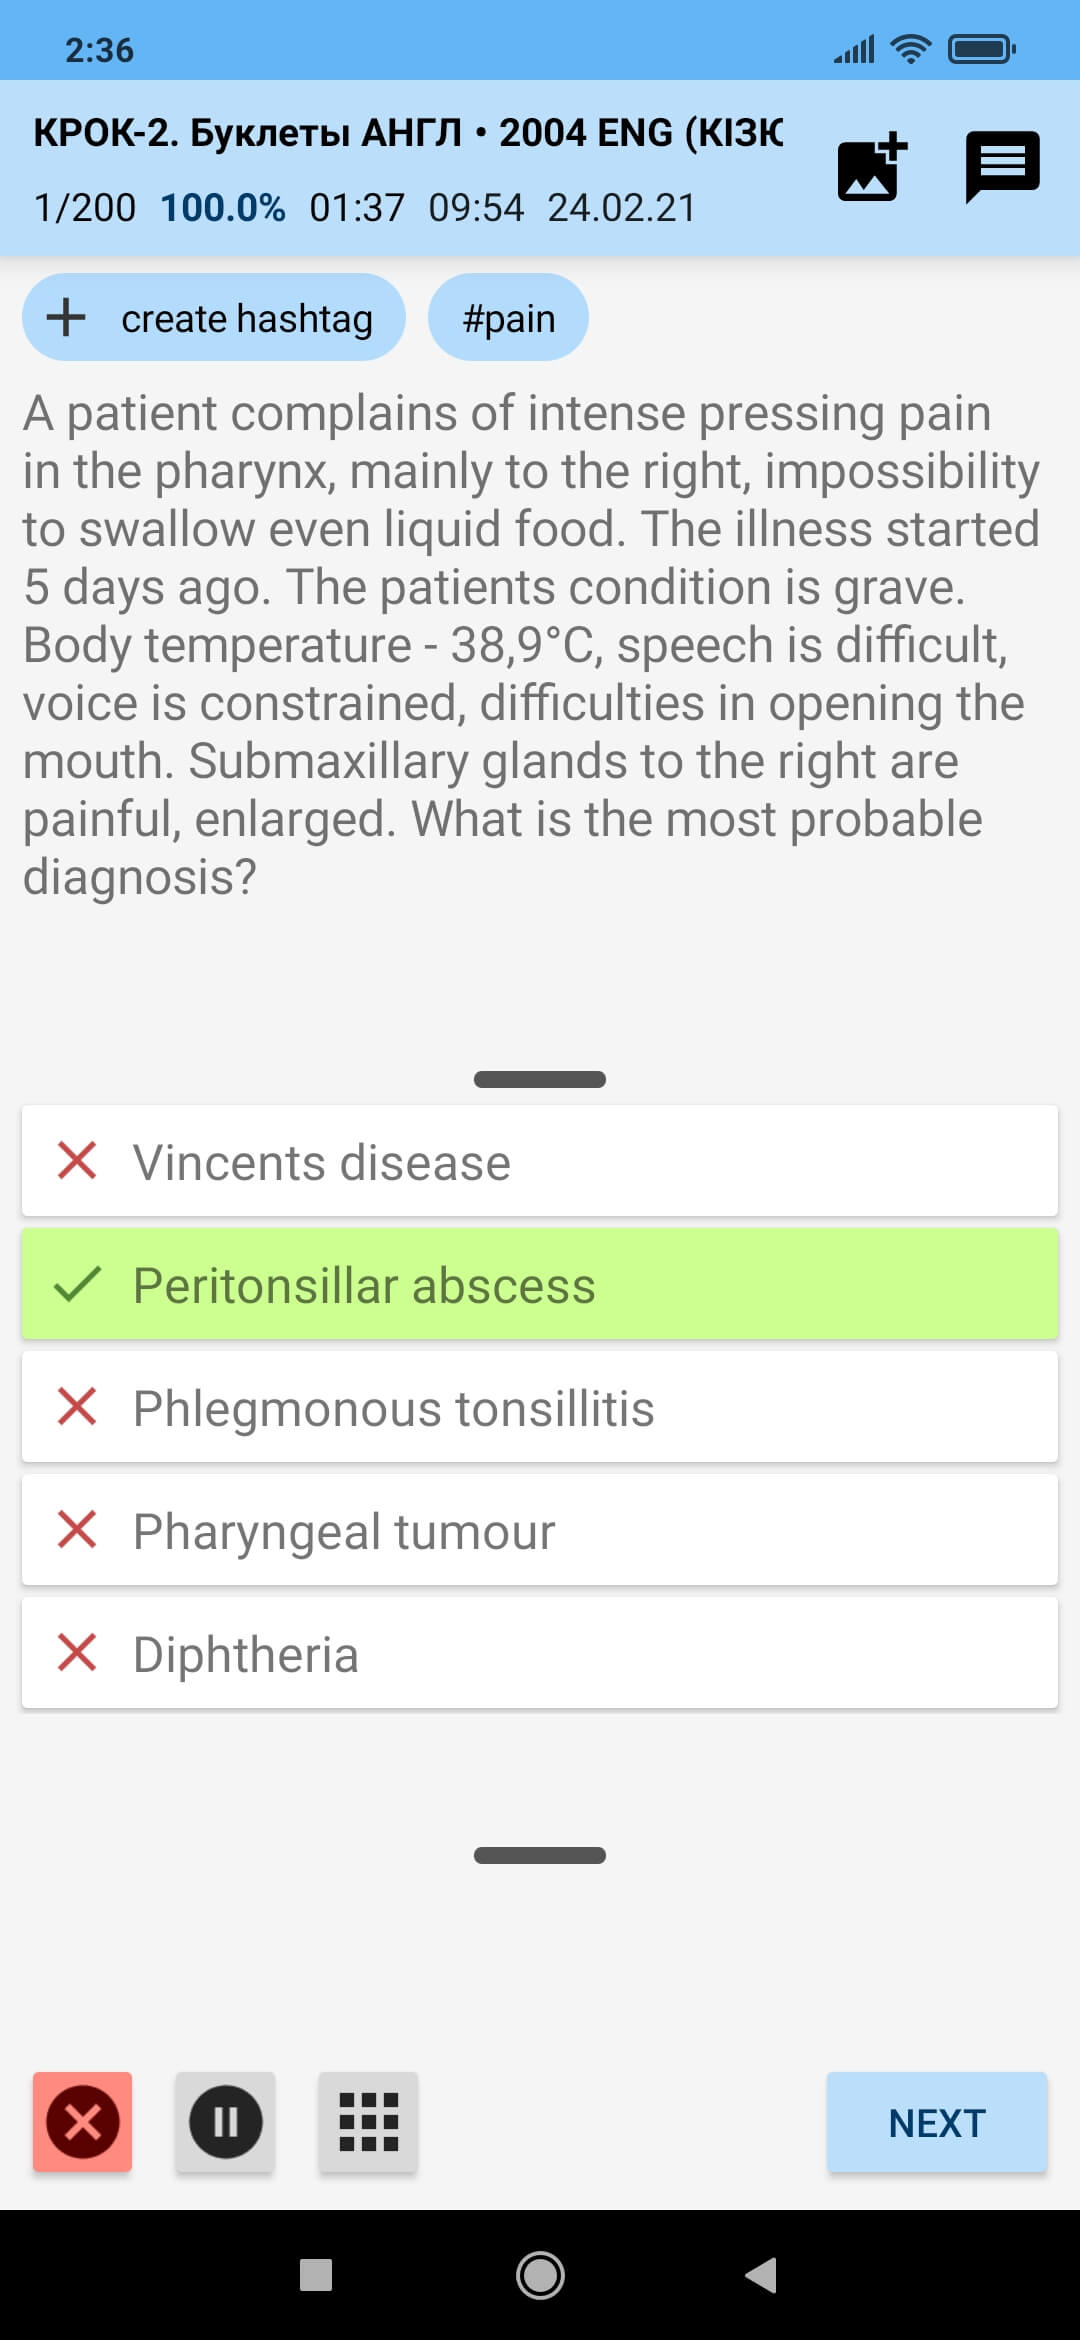 2:36
КРОК-2. Буклеты АНГЛ • 2004 ENG (КІЗК
1/200 100.0% 01:37 09:54 24.02.21
create hashtag #pain
A patient complains of intense pressing pain
in the pharynx, mainly to the right, impossibility
to swallow even liquid food. The illness started
5 days ago. The patients condition is grave.
Body temperature - 38,9°C, speech is difficult,
voice is constrained, difficulties in opening the
mouth. Submaxillary glands to the right are
painful, enlarged. What is the most probable
diagnosis?
Vincents disease
Peritonsillar abscess
Phlegmonous tonsillitis
Pharyngeal tumour
Diphtheria
NEXT